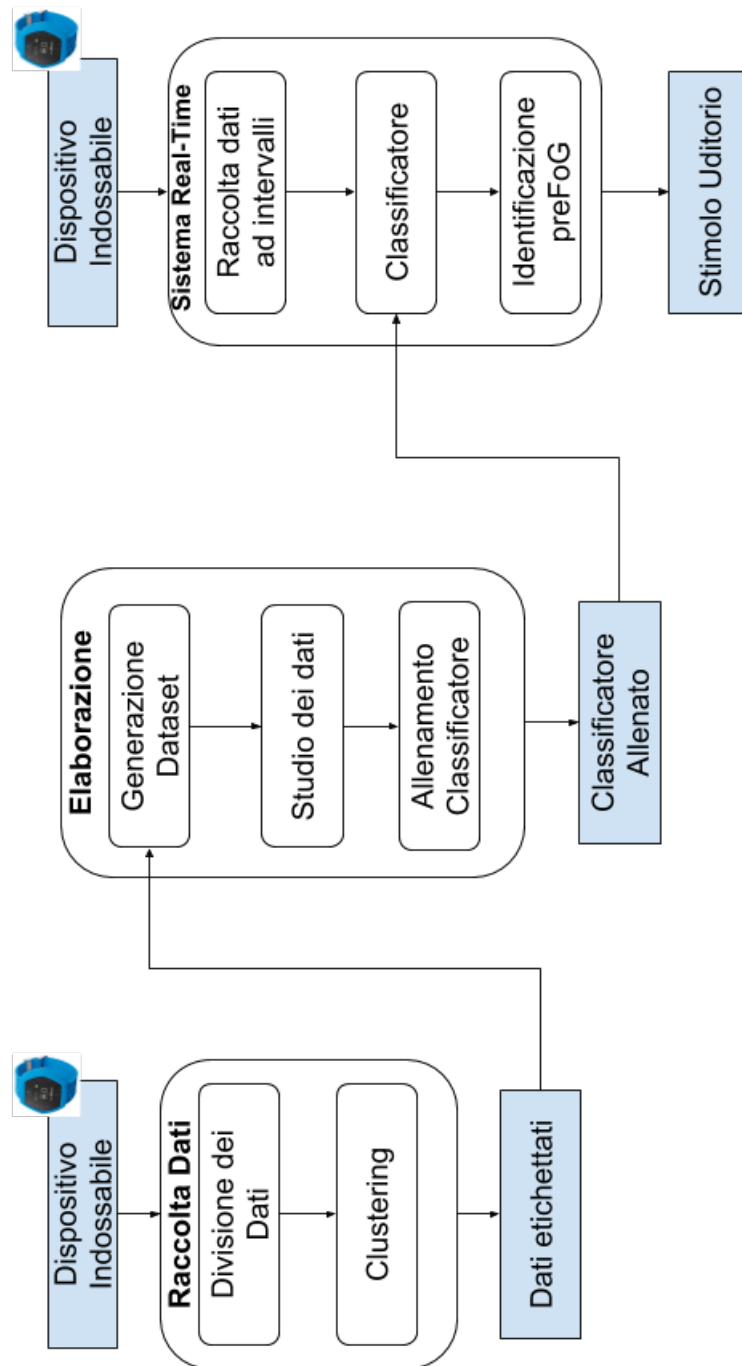 Dispositivo
Indossabile
Raccolta Dati
Divisione dei
Dati
Clustering
Dati etichettati
Elaborazione
Generazione
Dataset
Studio dei dati
Allenamento
Classificatore
Classificatore
Allenato
Dispositivo
Indossabile
Sistema Real-Time
Raccolta dati
ad intervalli
Classificatore
Identificazione
preFoG
Stimolo Uditorio